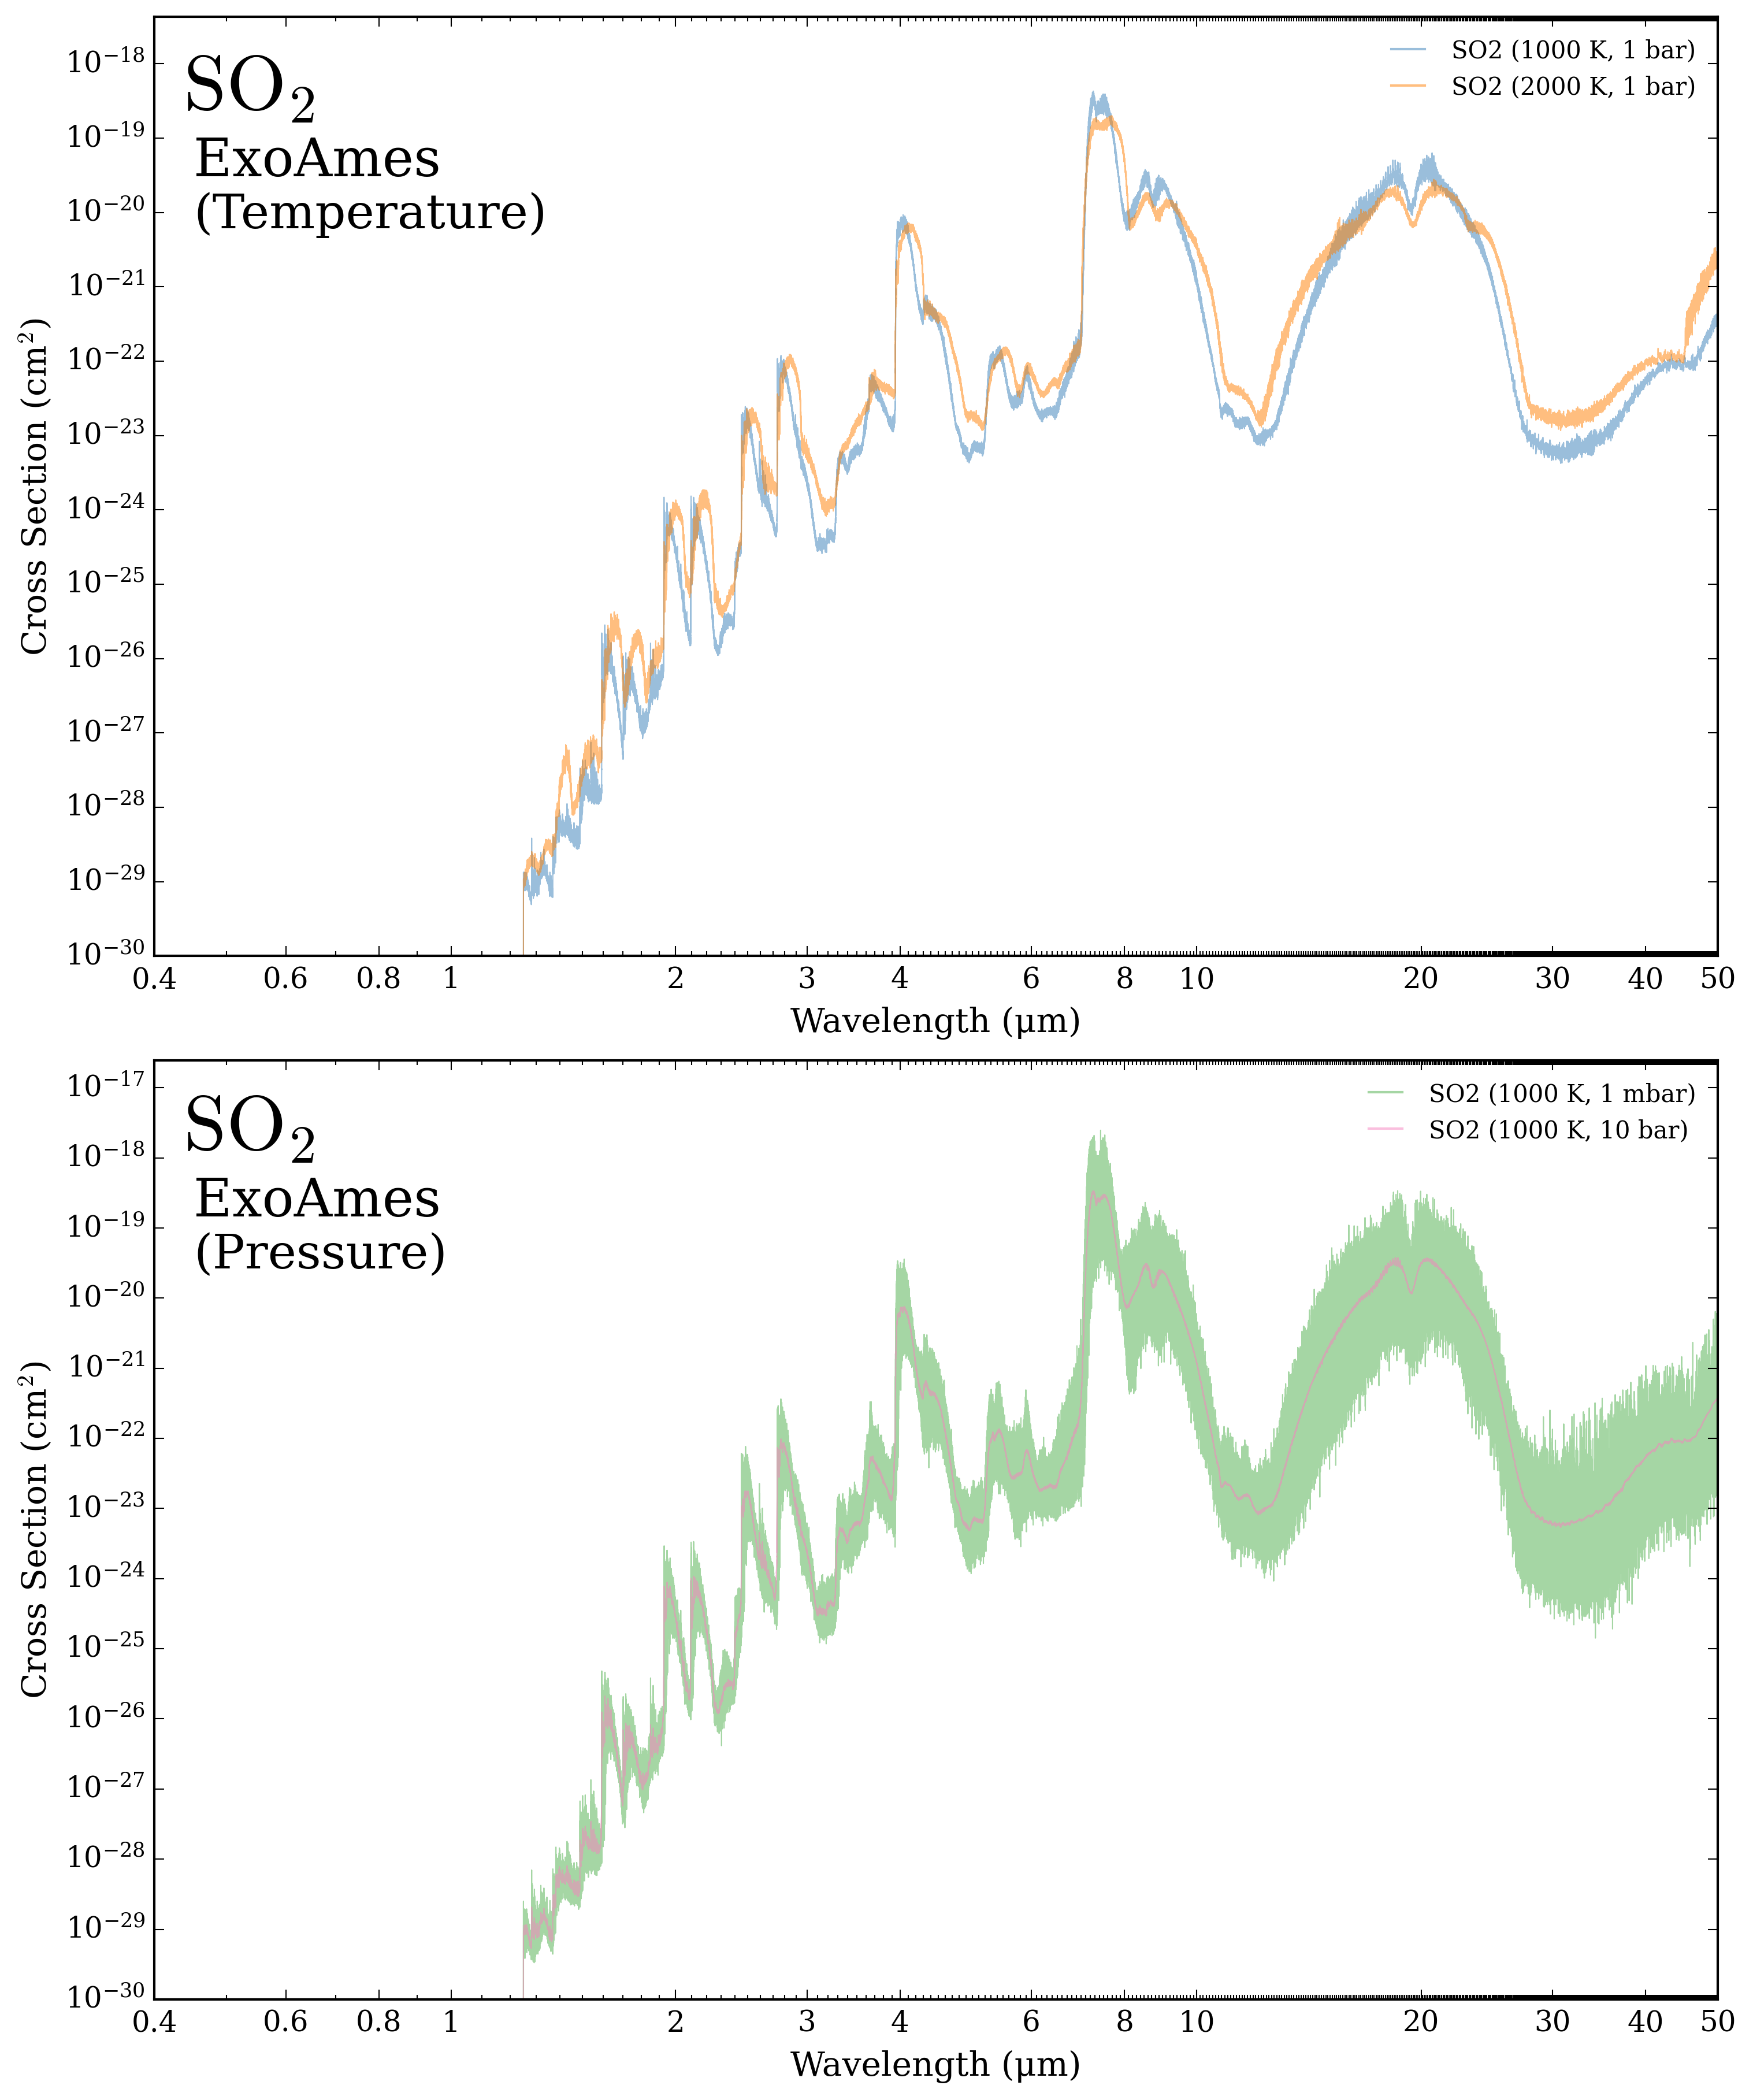 SO₂
ExoAmes
(Temperature)
SO2 (1000 K, 1 bar)
SO2 (2000 K, 1 bar)
Cross Section (cm²)
10⁻¹⁸
10⁻¹⁹
10⁻²⁰
10⁻²¹
10⁻²²
10⁻²³
10⁻²⁴
10⁻²⁵
10⁻²⁶
10⁻²⁷
10⁻²⁸
10⁻²⁹
10⁻³⁰
0.4 0.6 0.8 1 2 3 4 6 8 10 20 30 40 50
Wavelength (μm)
SO₂
ExoAmes
(Pressure)
SO2 (1000 K, 1 mbar)
SO2 (1000 K, 10 bar)
Cross Section (cm²)
10⁻¹⁷
10⁻¹⁸
10⁻¹⁹
10⁻²⁰
10⁻²¹
10⁻²²
10⁻²³
10⁻²⁴
10⁻²⁵
10⁻²⁶
10⁻²⁷
10⁻²⁸
10⁻²⁹
10⁻³⁰
0.4 0.6 0.8 1 2 3 4 6 8 10 20 30 40 50
Wavelength (μm)